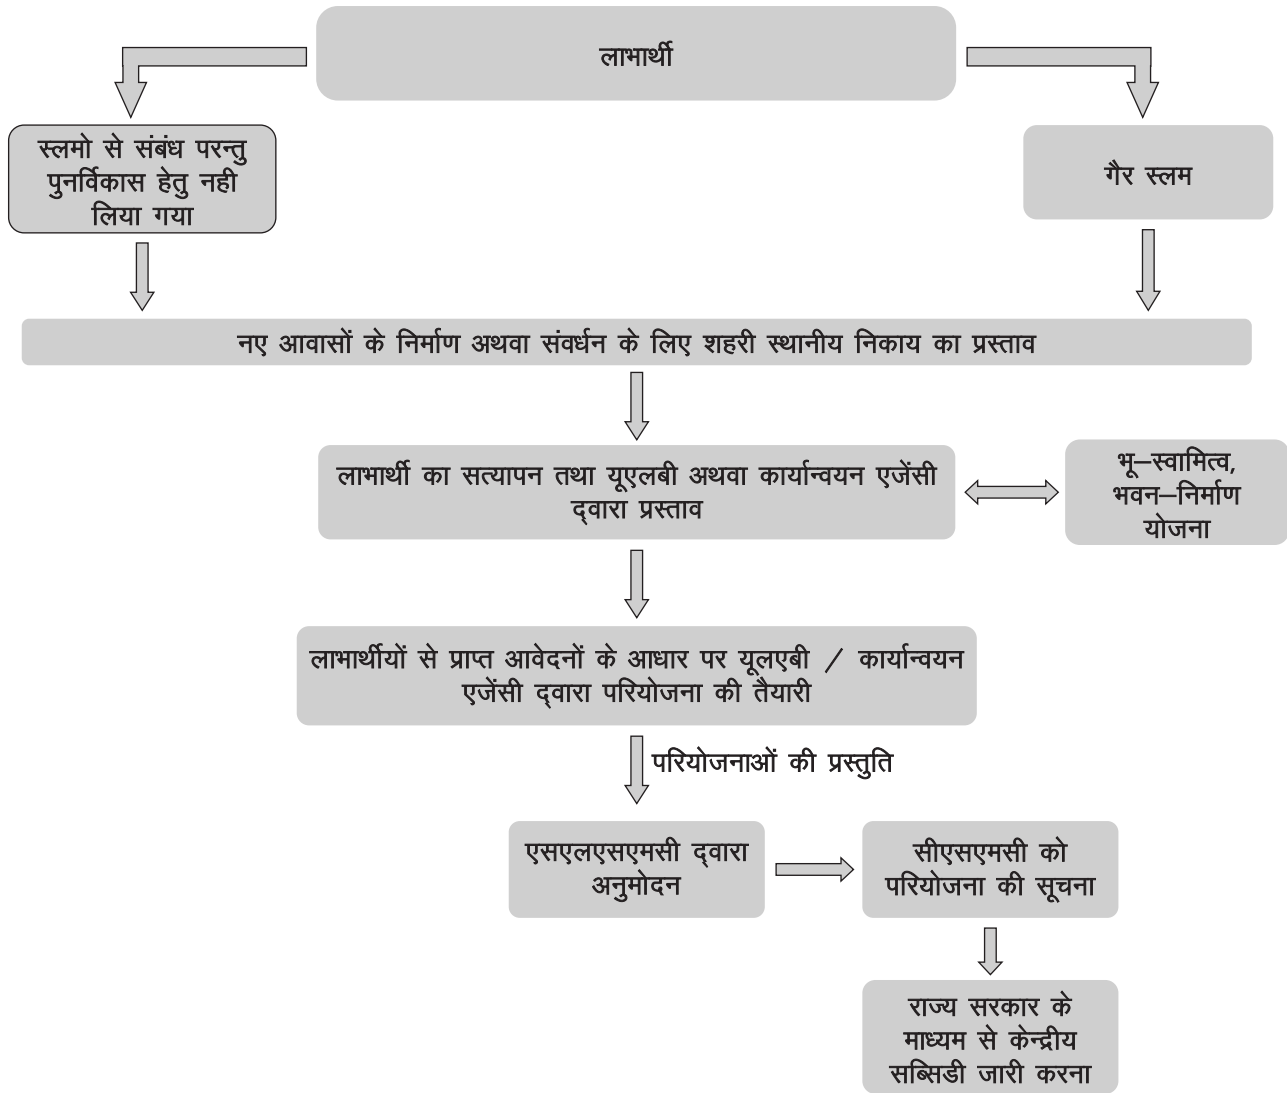 लाभार्थी
स्लमो से संबंध परन्तु
पुनर्विकास हेतु नही
लिया गया
गैर स्लम
नए आवासों के निर्माण अथवा संवर्धन के लिए शहरी स्थानीय निकाय का प्रस्ताव
लाभार्थी का सत्यापन तथा यूएलबी अथवा कार्यान्वयन एजेंसी
द्वारा प्रस्ताव
भू–स्वामित्व,
भवन–निर्माण
योजना
लाभार्थीयों से प्राप्त आवेदनों के आधार पर यूलएबी / कार्यान्वयन
एजेंसी द्वारा परियोजना की तैयारी
परियोजनाओं की प्रस्तुति
एसएलएसएमसी द्वारा
अनुमोदन
सीएसएमसी को
परियोजना की सूचना
राज्य सरकार के
माध्यम से केन्द्रीय
सब्सिडी जारी करना